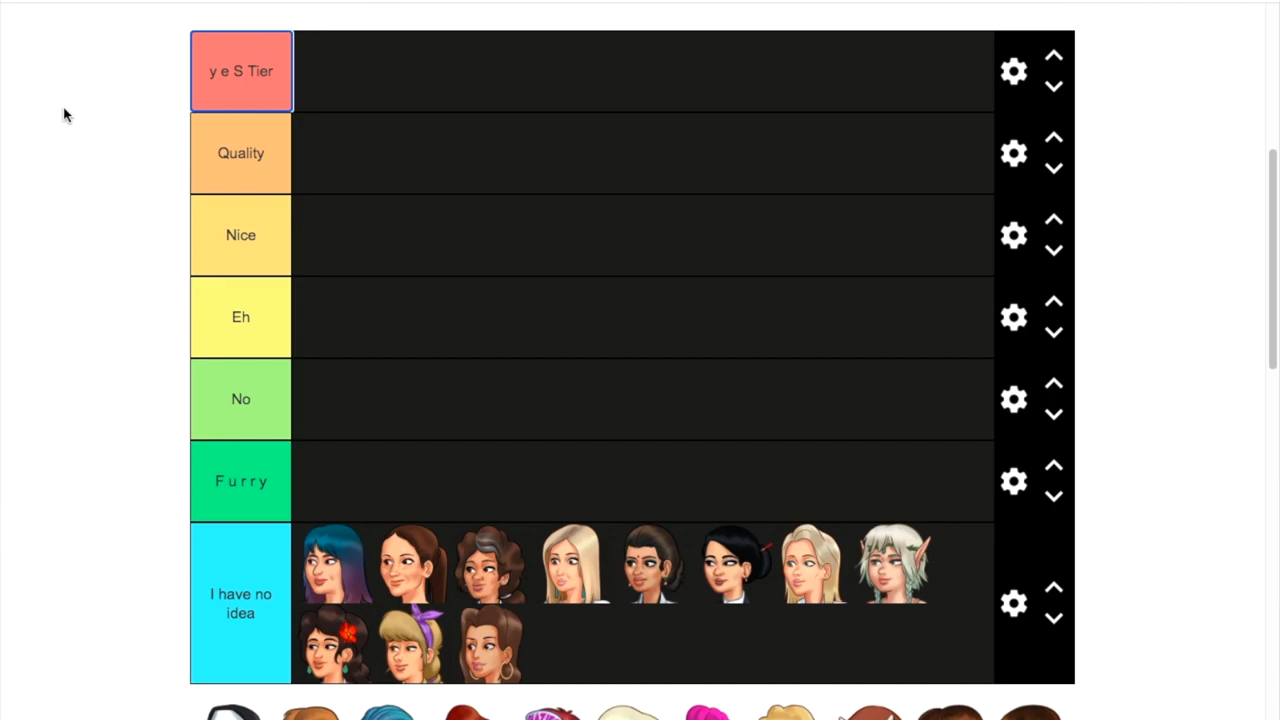 y e S Tier
Quality
Nice
Eh
No
F u r r y
I have no
idea